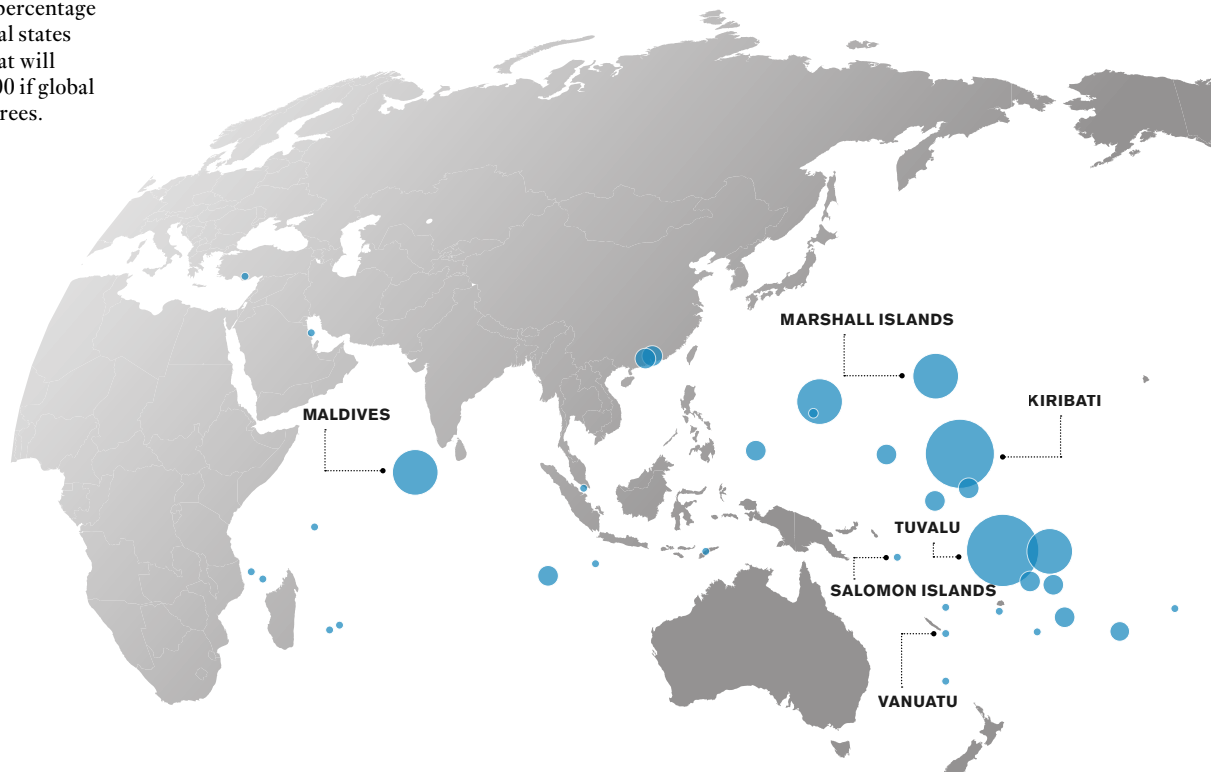 percentage
al states
at will
00 if global
rees.
MARSHALL ISLANDS
KIRIBATI
MALDIVES
TUVALU
SALOMON ISLANDS
VANUATU